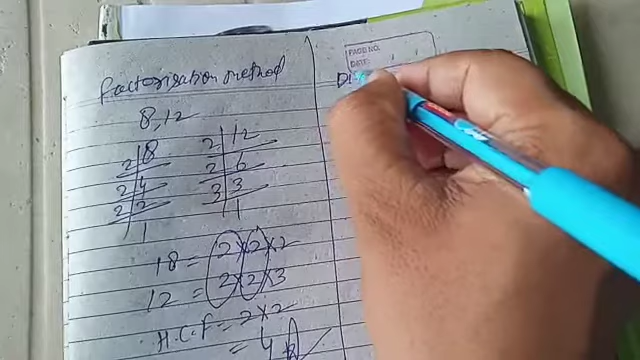 Factorisation method
8, 12
2 | 8
2 | 4
2 | 2
1
2 | 12
2 | 6
3 | 3
1
18 = 2×2×2
12 = 2×2×3
H.C.F = 2×2
= 4
PAGE NO.
DATE: